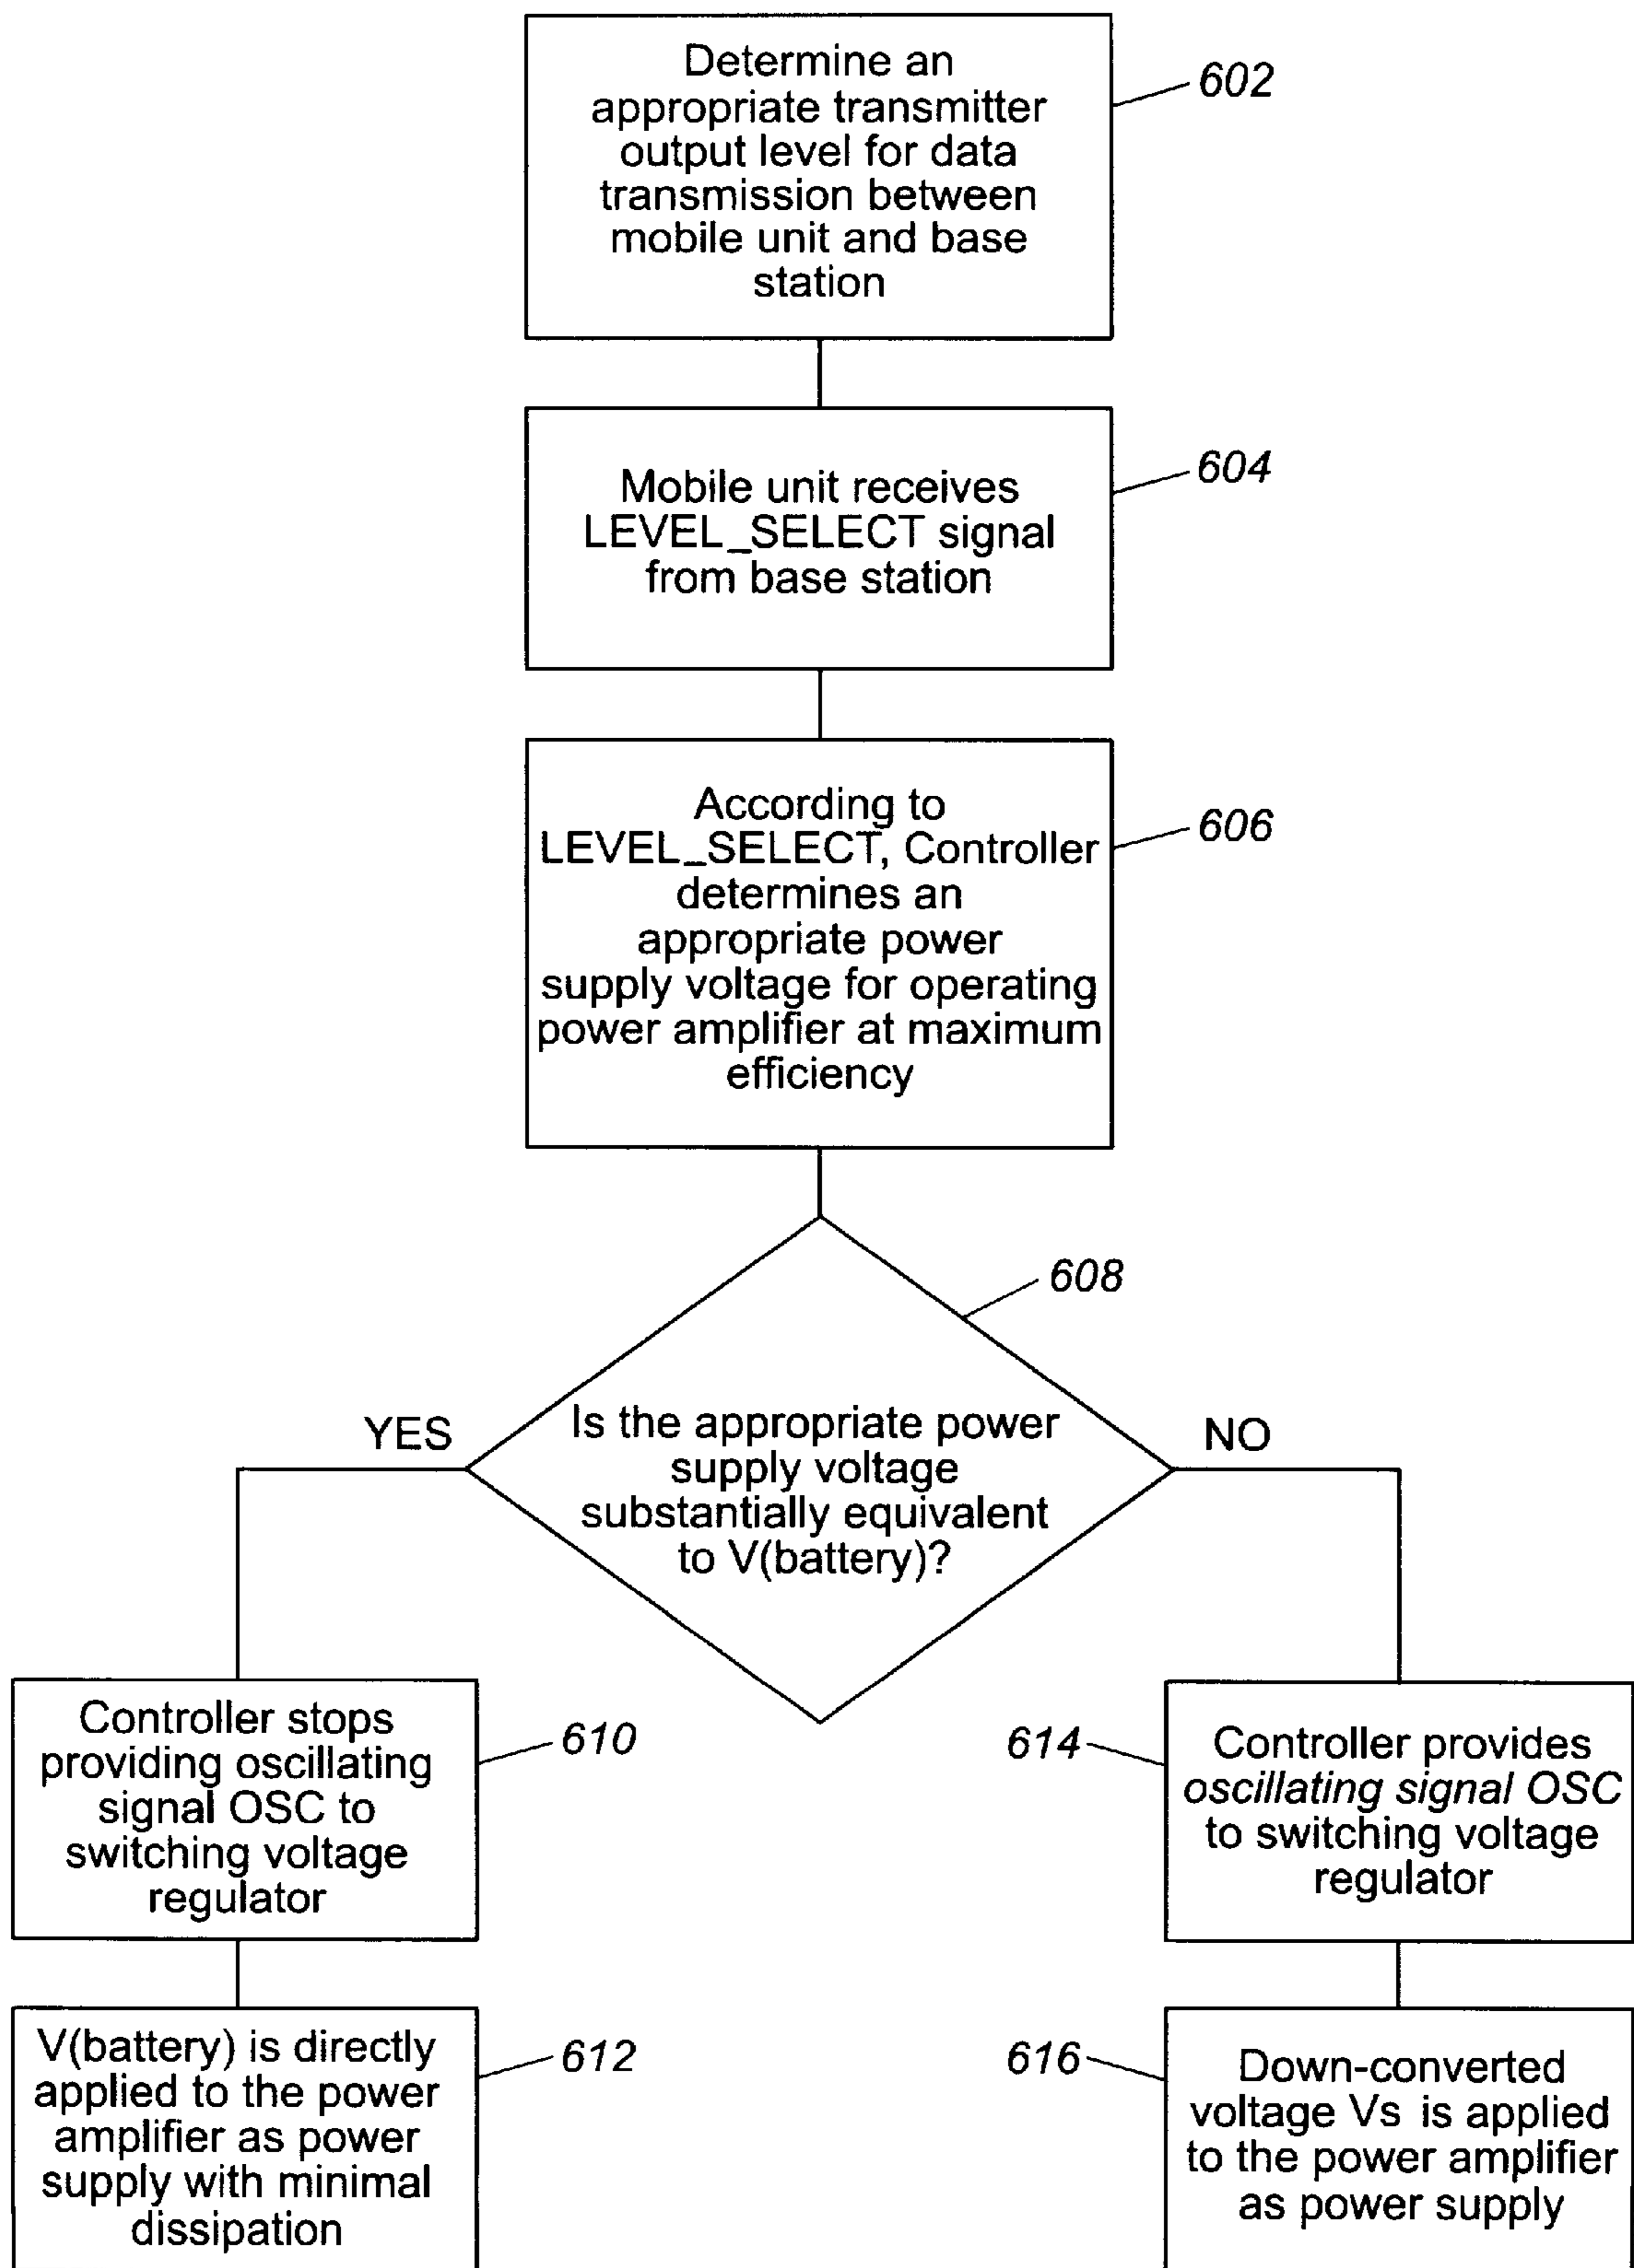 Determine an
appropriate transmitter
output level for data
transmission between
mobile unit and base
station
602
Mobile unit receives
LEVEL_SELECT signal
from base station
604
According to
LEVEL_SELECT, Controller
determines an
appropriate power
supply voltage for operating
power amplifier at maximum
efficiency
606
608
Is the appropriate power
supply voltage
substantially equivalent
to V(battery)?
YES
NO
Controller stops
providing oscillating
signal OSC to
switching voltage
regulator
610
614
Controller provides
oscillating signal OSC
to switching voltage
regulator
V(battery) is directly
applied to the power
amplifier as power
supply with minimal
dissipation
612
616
Down-converted
voltage Vs is applied
to the power amplifier
as power supply